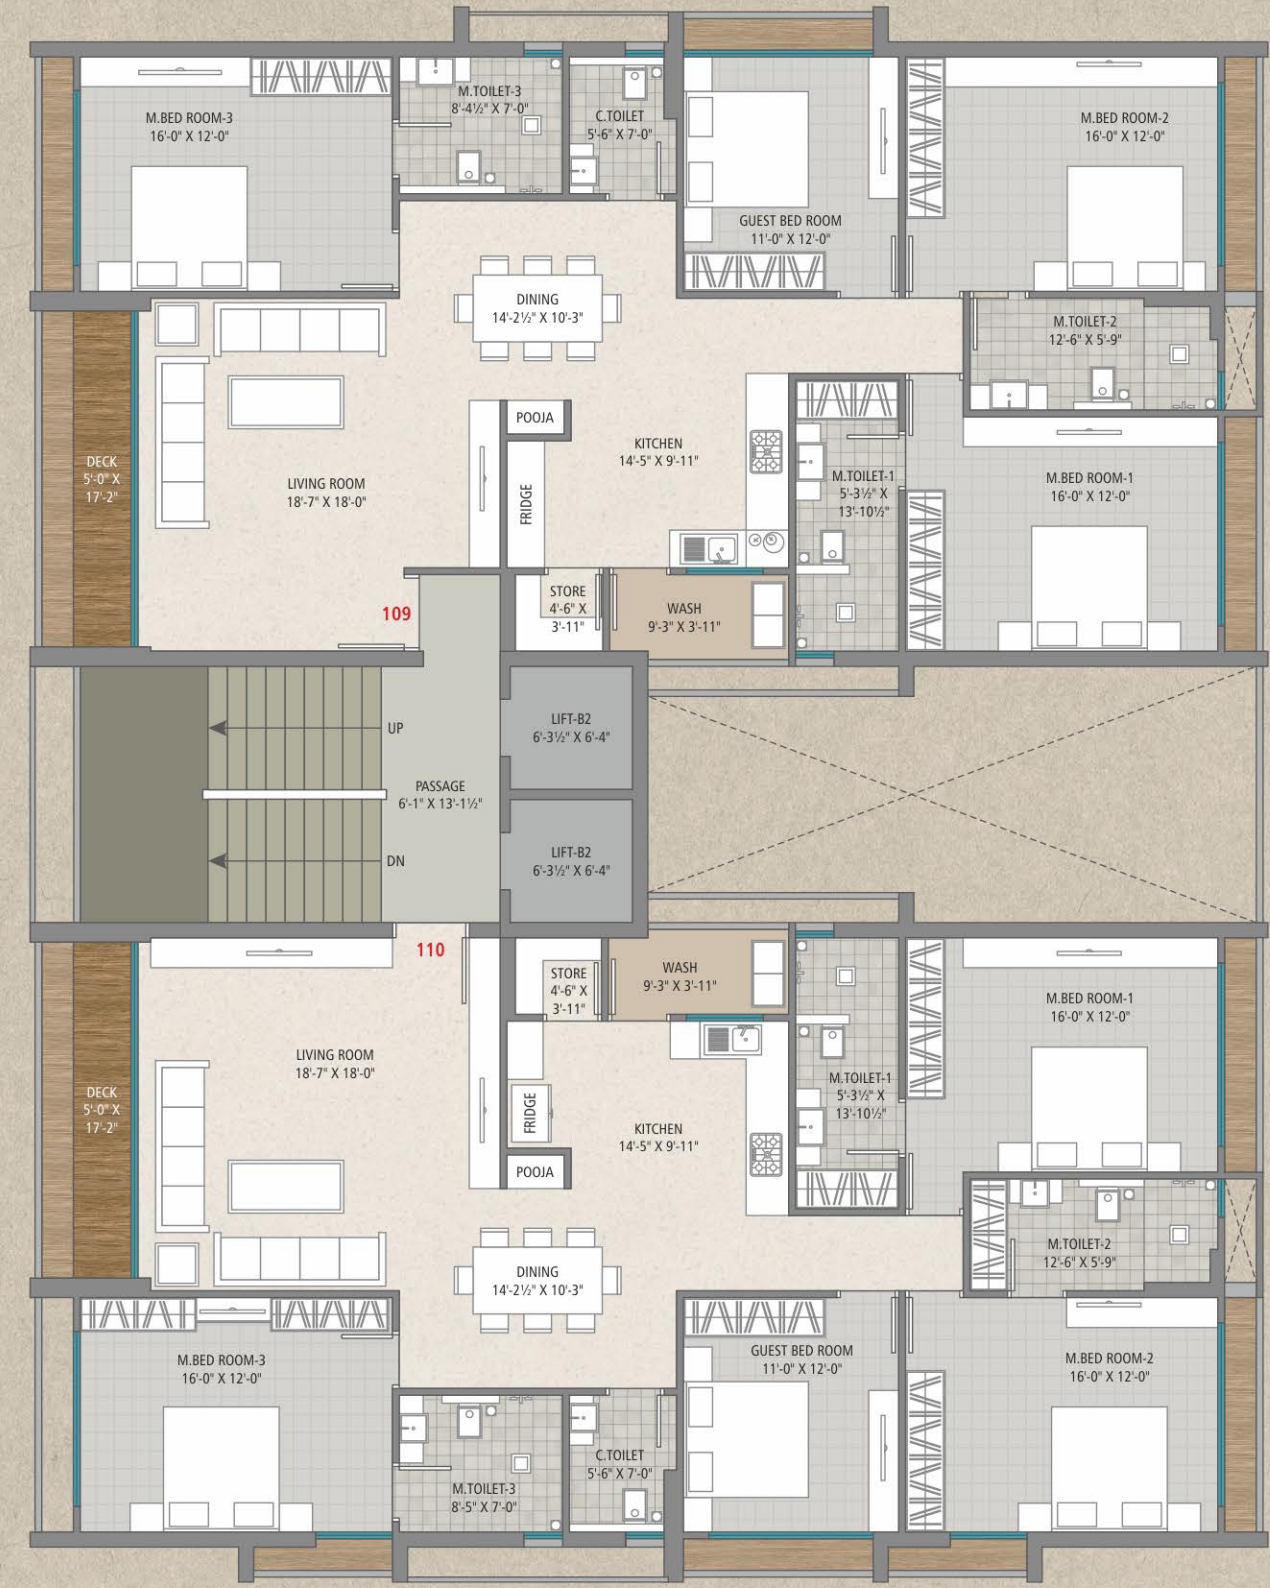 M.BED ROOM-3
16'-0" X 12'-0"
M.TOILET-3
8'-4½" X 7'-0"
C.TOILET
5'-6" X 7'-0"
GUEST BED ROOM
11'-0" X 12'-0"
M.BED ROOM-2
16'-0" X 12'-0"
DINING
14'-2½" X 10'-3"
M.TOILET-2
12'-6" X 5'-9"
DECK
5'-0" X
17'-2"
LIVING ROOM
18'-7" X 18'-0"
POOJA
FRIDGE
KITCHEN
14'-5" X 9'-11"
M.TOILET-1
5'-3½" X
13'-10½"
M.BED ROOM-1
16'-0" X 12'-0"
109
STORE
4'-6" X
3'-11"
WASH
9'-3" X 3'-11"
UP
PASSAGE
6'-1" X 13'-1½"
DN
LIFT-B2
6'-3½" X 6'-4"
LIFT-B2
6'-3½" X 6'-4"
110
STORE
4'-6" X
3'-11"
WASH
9'-3" X 3'-11"
DECK
5'-0" X
17'-2"
LIVING ROOM
18'-7" X 18'-0"
FRIDGE
POOJA
KITCHEN
14'-5" X 9'-11"
M.TOILET-1
5'-3½" X
13'-10½"
M.BED ROOM-1
16'-0" X 12'-0"
DINING
14'-2½" X 10'-3"
M.TOILET-2
12'-6" X 5'-9"
M.BED ROOM-3
16'-0" X 12'-0"
M.TOILET-3
8'-5" X 7'-0"
C.TOILET
5'-6" X 7'-0"
GUEST BED ROOM
11'-0" X 12'-0"
M.BED ROOM-2
16'-0" X 12'-0"